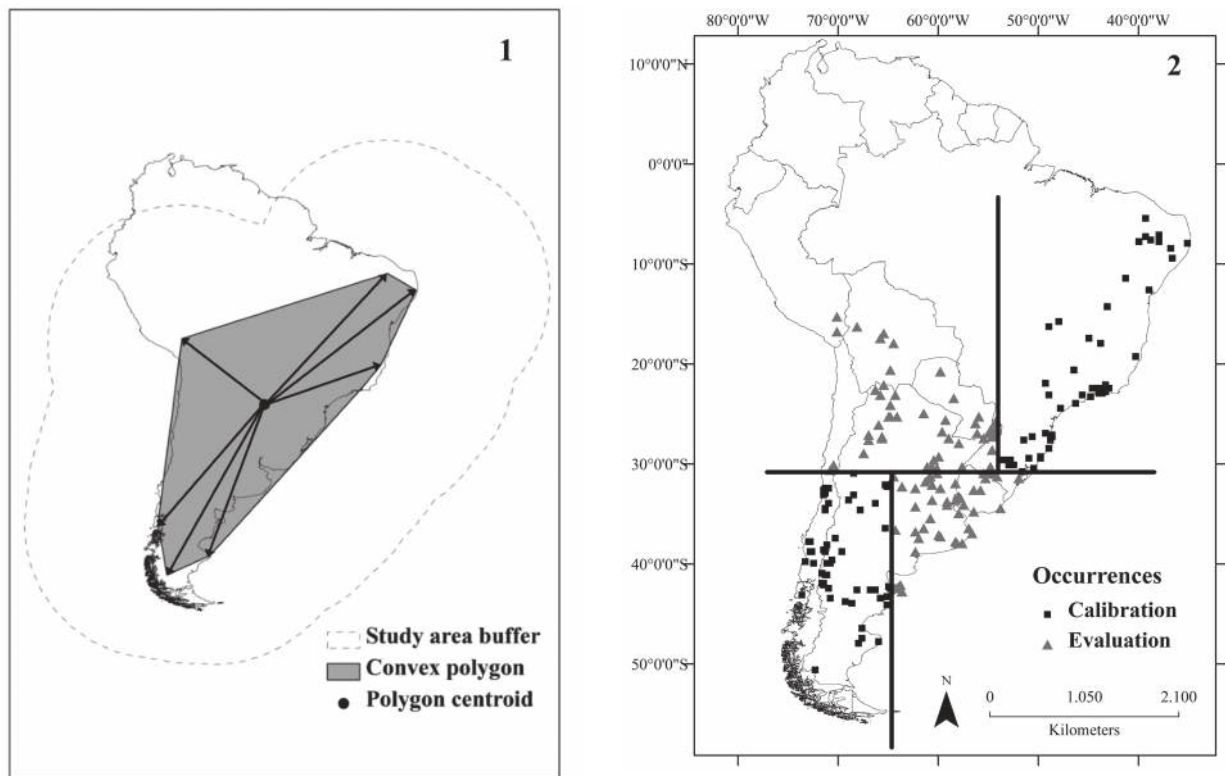 1
Study area buffer
Convex polygon
Polygon centroid
80°0'0"W 70°0'0"W 60°0'0"W 50°0'0"W 40°0'0"W
2
10°0'0"N
0°0'0"
10°0'0"S
20°0'0"S
30°0'0"S
40°0'0"S
50°0'0"S
Occurrences
Calibration
Evaluation
N
0 1.050 2.100
Kilometers